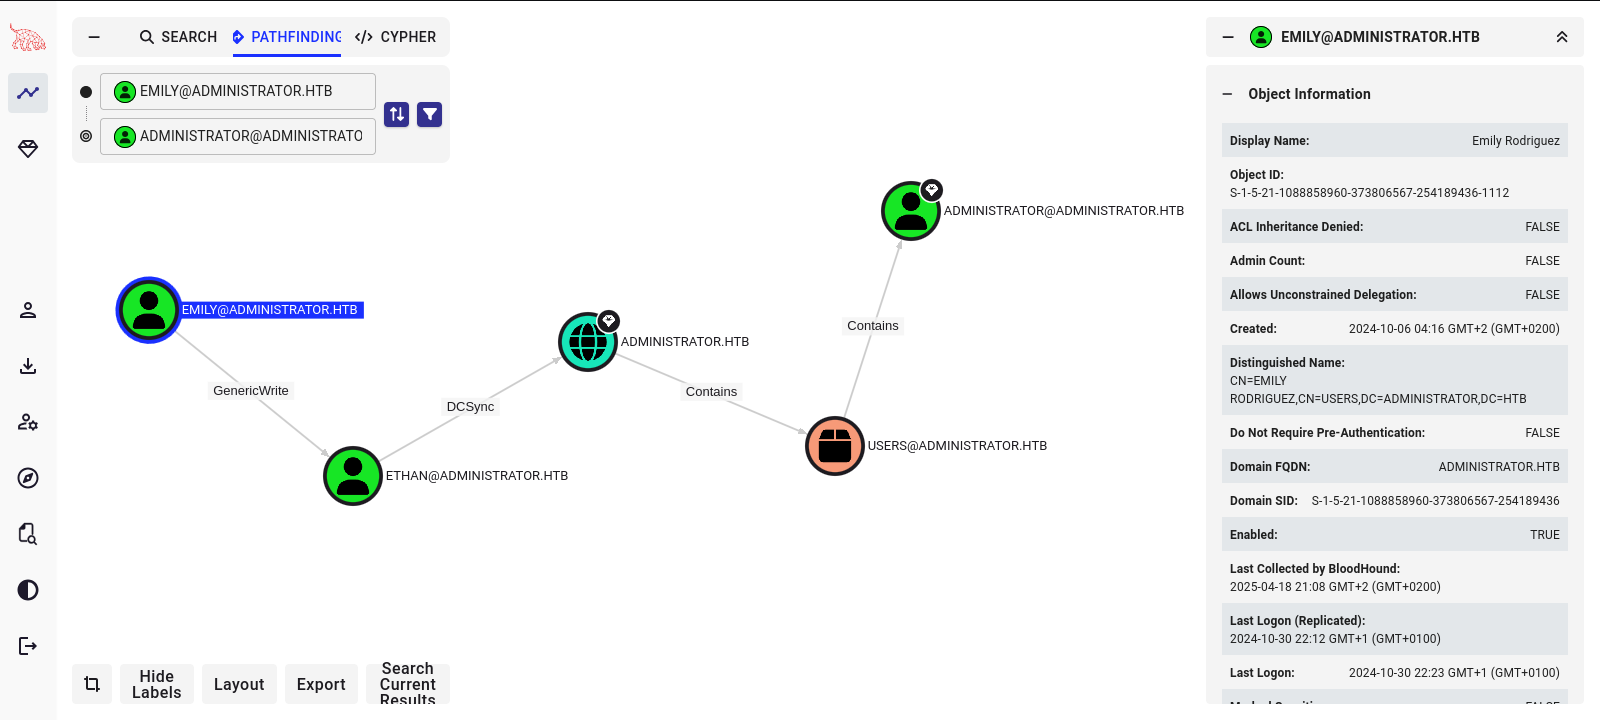 SEARCH
PATHFINDING
CYPHER
EMILY@ADMINISTRATOR.HTB
ADMINISTRATOR@ADMINISTRATO
EMILY@ADMINISTRATOR.HTB
GenericWrite
ETHAN@ADMINISTRATOR.HTB
DCSync
ADMINISTRATOR.HTB
Contains
USERS@ADMINISTRATOR.HTB
Contains
ADMINISTRATOR@ADMINISTRATOR.HTB
Hide
Labels
Layout
Export
Search
Current
Results
EMILY@ADMINISTRATOR.HTB
Object Information
Display Name: Emily Rodriguez
Object ID:
S-1-5-21-1088858960-373806567-254189436-1112
ACL Inheritance Denied: FALSE
Admin Count: FALSE
Allows Unconstrained Delegation: FALSE
Created: 2024-10-06 04:16 GMT+2 (GMT+0200)
Distinguished Name:
CN=EMILY
RODRIGUEZ,CN=USERS,DC=ADMINISTRATOR,DC=HTB
Do Not Require Pre-Authentication: FALSE
Domain FQDN: ADMINISTRATOR.HTB
Domain SID: S-1-5-21-1088858960-373806567-254189436
Enabled: TRUE
Last Collected by BloodHound:
2025-04-18 21:08 GMT+2 (GMT+0200)
Last Logon (Replicated):
2024-10-30 22:12 GMT+1 (GMT+0100)
Last Logon: 2024-10-30 22:23 GMT+1 (GMT+0100)